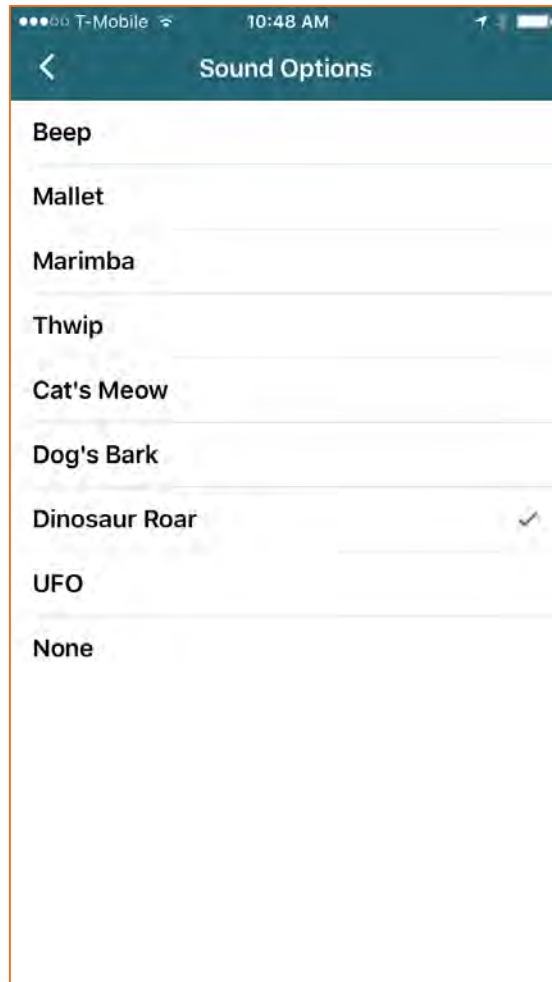 T-Mobile 10:48 AM
Sound Options
Beep
Mallet
Marimba
Thwip
Cat's Meow
Dog's Bark
Dinosaur Roar
UFO
None